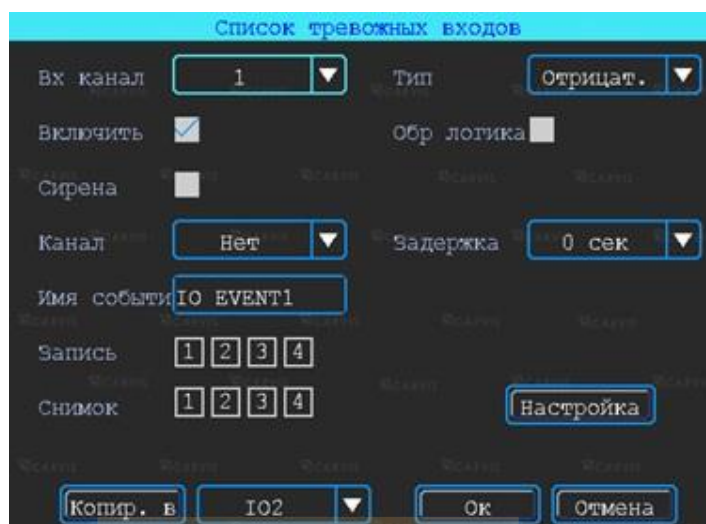 Список тревожных входов
Вх канал 1 Тип Отрицат.
Включить Обр логика
Сирена
Канал Нет Задержка 0 сек
Имя событи IO EVENT1
Запись 1 2 3 4
Снимок 1 2 3 4 Настройка
Копир. в IO2 Ок Отмена